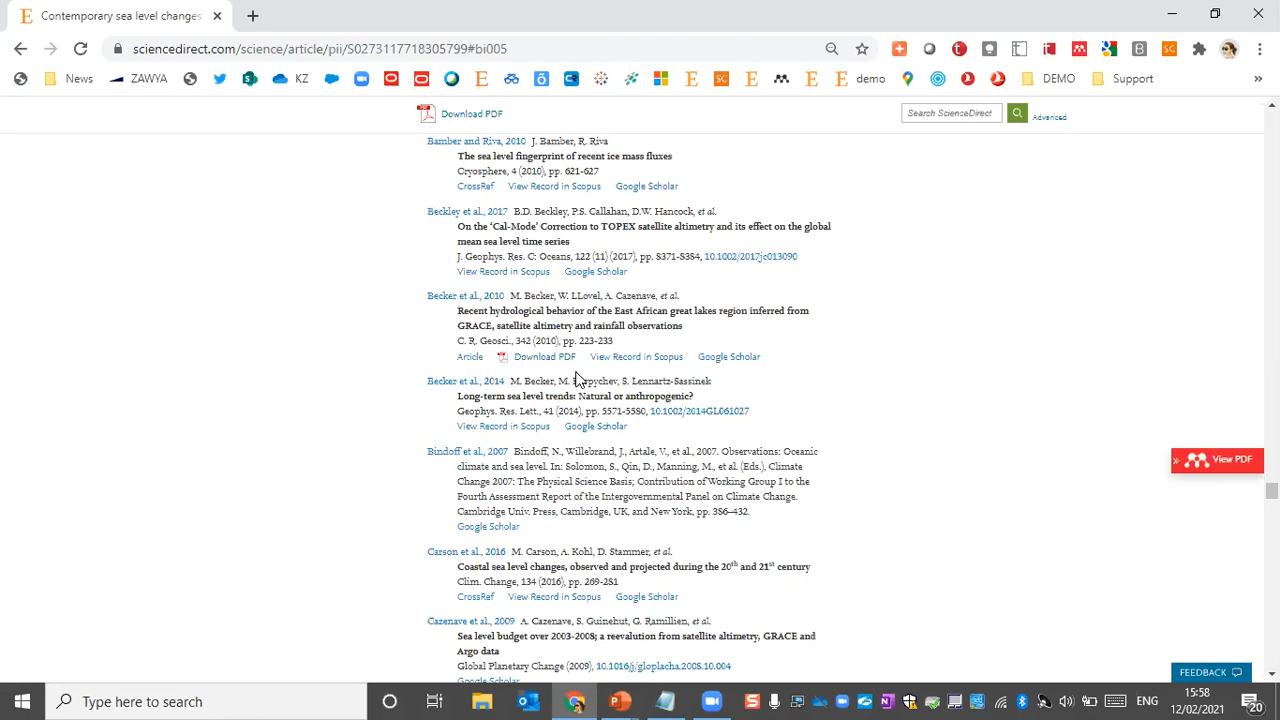 Contemporary sea level changes
sciencedirect.com/science/article/pii/S0273117718305799#bi005
News ZAWYA KZ demo DEMO Support
Download PDF
Search ScienceDirect
Advanced
Bamber and Riva, 2010 J. Bamber, R. Riva
The sea level fingerprint of recent ice mass fluxes
Cryosphere, 4 (2010), pp. 621-627
CrossRef View Record in Scopus Google Scholar
Beckley et al., 2017 B.D. Beckley, P.S. Callahan, D.W. Hancock, et al.
On the ‘Cal-Mode’ Correction to TOPEX satellite altimetry and its effect on the global
mean sea level time series
J. Geophys. Res. C: Oceans, 122 (11) (2017), pp. 8371-8384, 10.1002/2017jc013090
View Record in Scopus Google Scholar
Becker et al., 2010 M. Becker, W. LLovel, A. Cazenave, et al.
Recent hydrological behavior of the East African great lakes region inferred from
GRACE, satellite altimetry and rainfall observations
C. R. Geosci., 342 (2010), pp. 223-233
Article Download PDF View Record in Scopus Google Scholar
Becker et al., 2014 M. Becker, M. S. Lennartz-Sassinek
Long-term sea level trends: Natural or anthropogenic?
Geophys. Res. Lett., 41 (2014), pp. 5571-5580, 10.1002/2014GL061027
View Record in Scopus Google Scholar
Bindoff et al., 2007 Bindoff, N., Willebrand, J., Artale, V., et al., 2007. Observations: Oceanic
climate and sea level. In: Solomon, S., Qin, D., Manning, M., et al. (Eds.), Climate
Change 2007: The Physical Science Basis; Contribution of Working Group I to the
Fourth Assessment Report of the Intergovernmental Panel on Climate Change.
Cambridge Univ. Press, Cambridge, UK, and New York, pp. 386–432.
Google Scholar
View PDF
Carson et al., 2016 M. Carson, A. Kohl, D. Stammer, et al.
Coastal sea level changes, observed and projected during the 20th and 21st century
Clim. Change, 134 (2016), pp. 269-281
CrossRef View Record in Scopus Google Scholar
Cazenave et al., 2009 A. Cazenave, S. Guinehut, G. Ramillien, et al.
Sea level budget over 2003-2008; a reevulation from satellite altimetry, GRACE and
Argo data
Global Planetary Change (2009), 10.1016/j/gloplacha.2008.10.004
Google Scholar
FEEDBACK
Type here to search
ENG
15:58
12/02/2021
20